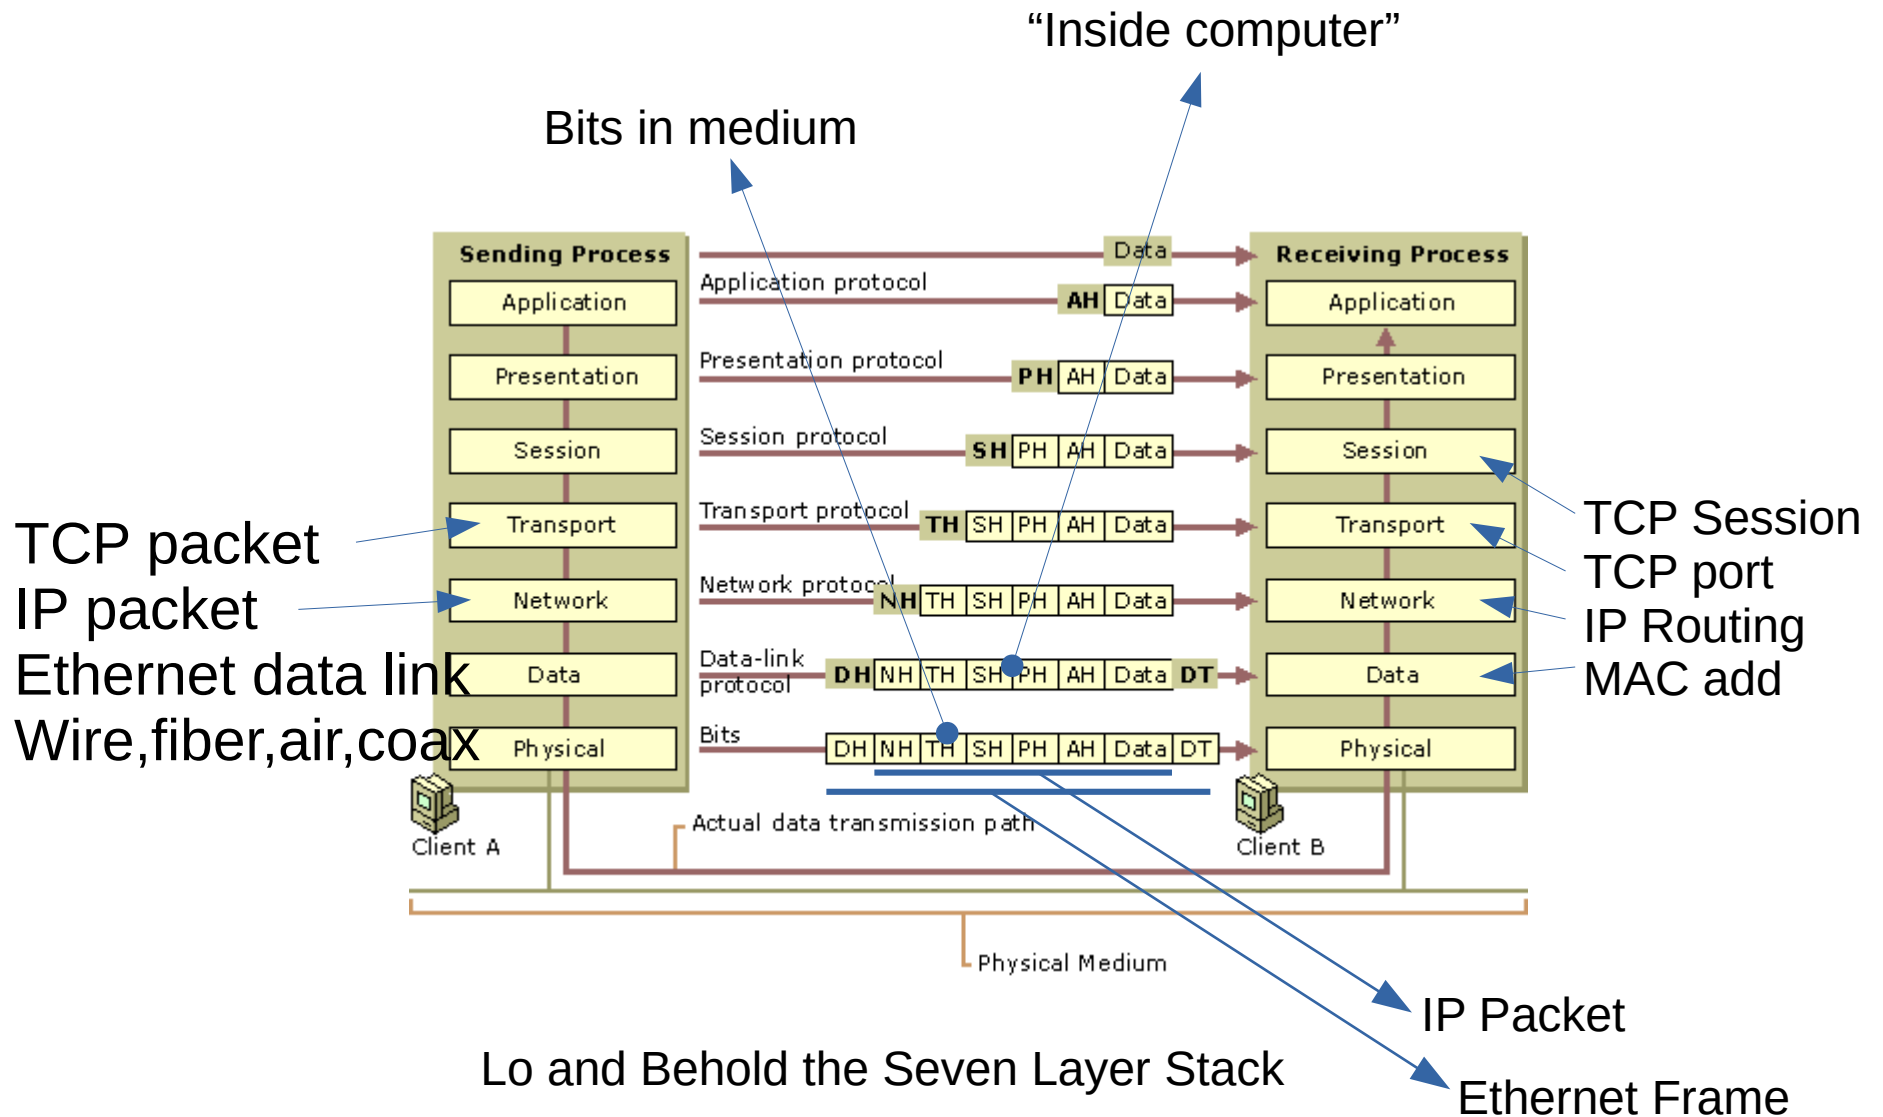 “Inside computer”
Bits in medium
Sending Process
Data
Receiving Process
Application
Application protocol
AH Data
Application
Presentation
Presentation protocol
PH AH Data
Presentation
Session
Session protocol
SH PH AH Data
Session
TCP Session
TCP packet
Transport
Transport protocol
TH SH PH AH Data
Transport
TCP port
IP packet
Network
Network protocol
NH TH SH PH AH Data
Network
IP Routing
Ethernet data link
Data
Data-link
protocol
DH NH TH SH PH AH Data DT
Data
MAC add
Wire,fiber,air,coax
Physical
Bits
DH NH TH SH PH AH Data DT
Physical
Client A
Actual data transmission path
Client B
Physical Medium
IP Packet
Lo and Behold the Seven Layer Stack
Ethernet Frame